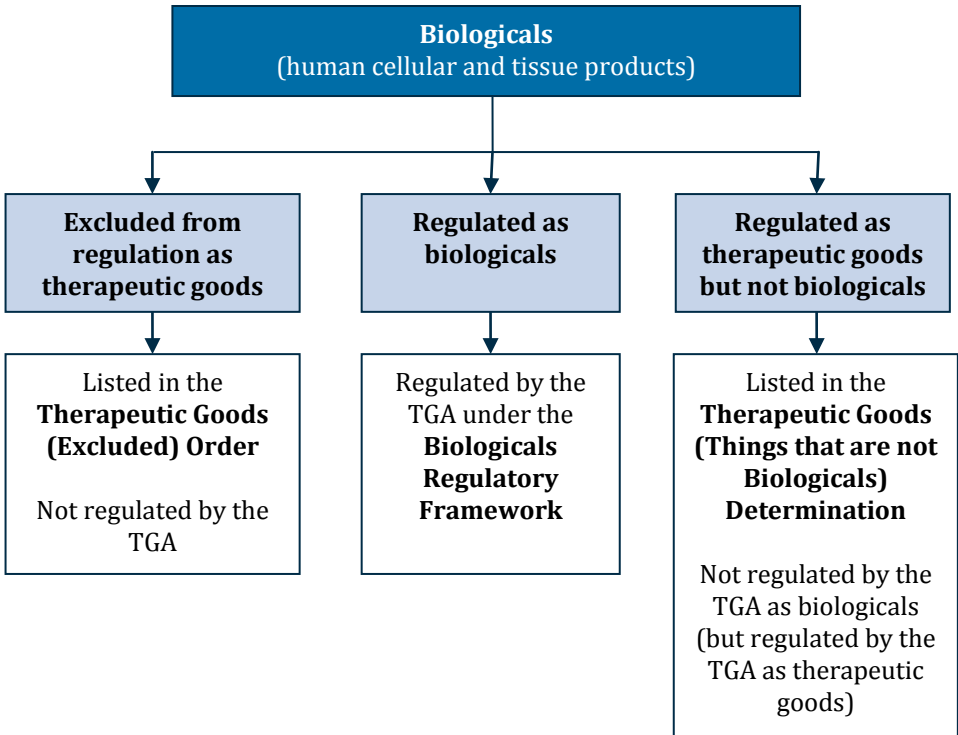 Biologicals
(human cellular and tissue products)
Excluded from
regulation as
therapeutic goods
Regulated as
biologicals
Regulated as
therapeutic goods
but not biologicals
Listed in the
Therapeutic Goods
(Excluded) Order
Not regulated by the
TGA
Regulated by the
TGA under the
Biologicals
Regulatory
Framework
Listed in the
Therapeutic Goods
(Things that are not
Biologicals)
Determination
Not regulated by the
TGA as biologicals
(but regulated by the
TGA as therapeutic
goods)